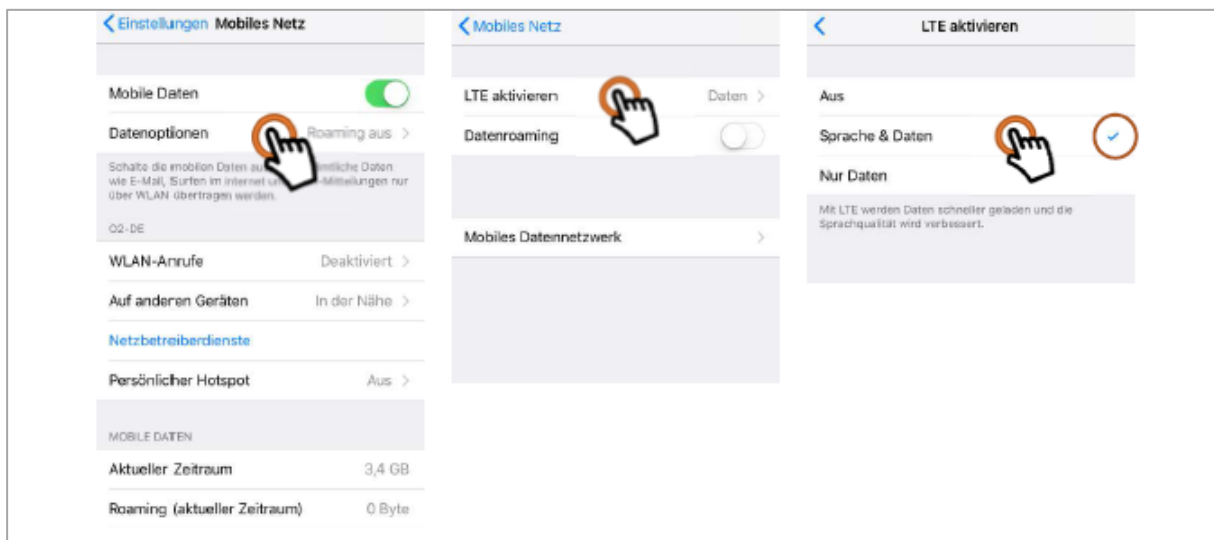 Einstellungen Mobiles Netz
Mobile Daten
Datenoptionen Roaming aus
Schalte die mobilen Daten
wie E-Mail, Surfen im Internet -Mitteilungen nur
über WLAN übertragen werden.
O2-DE
WLAN-Anrufe Deaktiviert
Auf anderen Geräten In der Nähe
Netzbetreiberdienste
Persönlicher Hotspot Aus
MOBILE DATEN
Aktueller Zeitraum 3,4 GB
Roaming (aktueller Zeitraum) 0 Byte
Mobiles Netz
LTE aktivieren Daten
Datenroaming
Mobiles Datennetzwerk
LTE aktivieren
Aus
Sprache & Daten
Nur Daten
Mit LTE werden Daten schneller geladen und die
Sprachqualität wird verbessert.